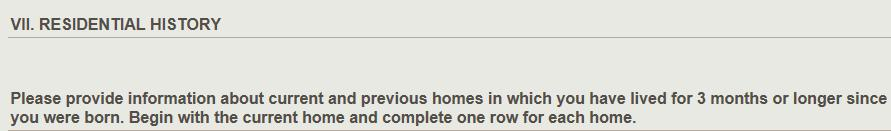 VII. RESIDENTIAL HISTORY
Please provide information about current and previous homes in which you have lived for 3 months or longer since
you were born. Begin with the current home and complete one row for each home.